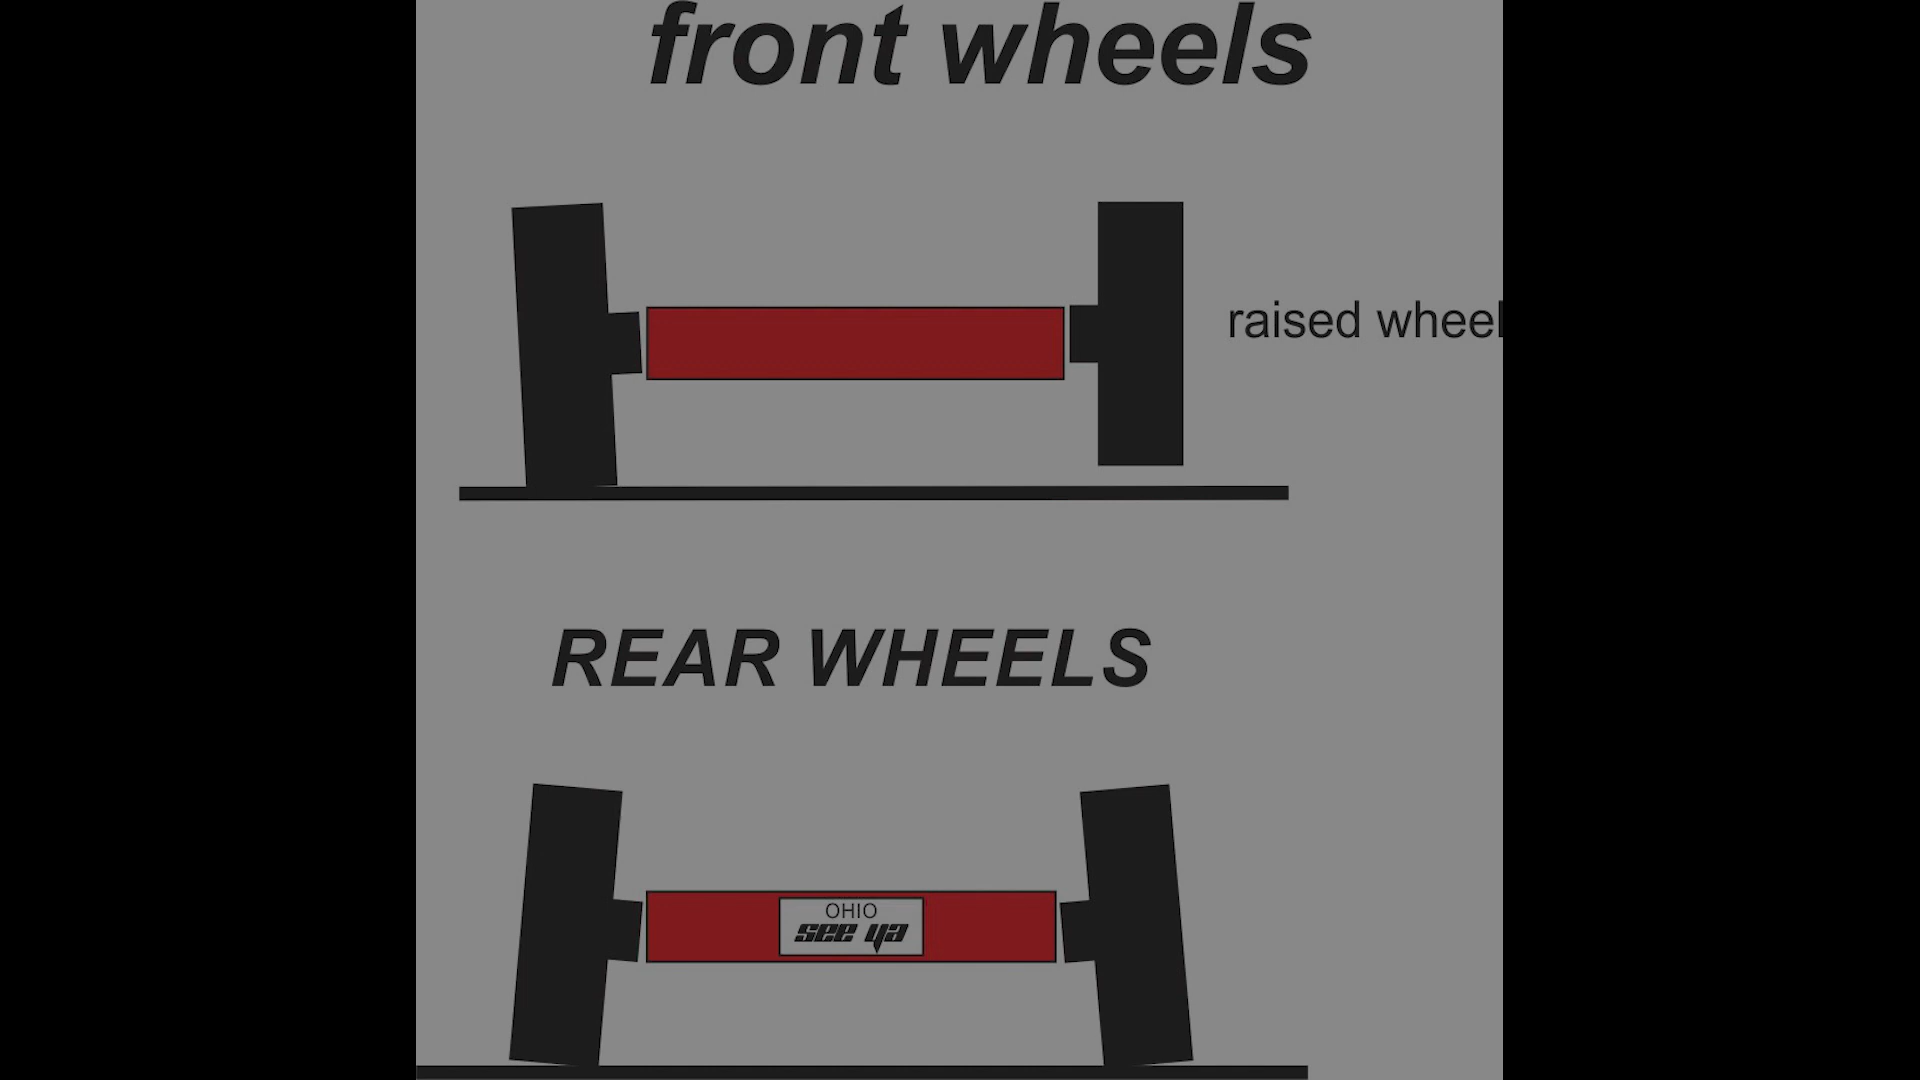 front wheels
raised wheel
REAR WHEELS
OHIO
see ya